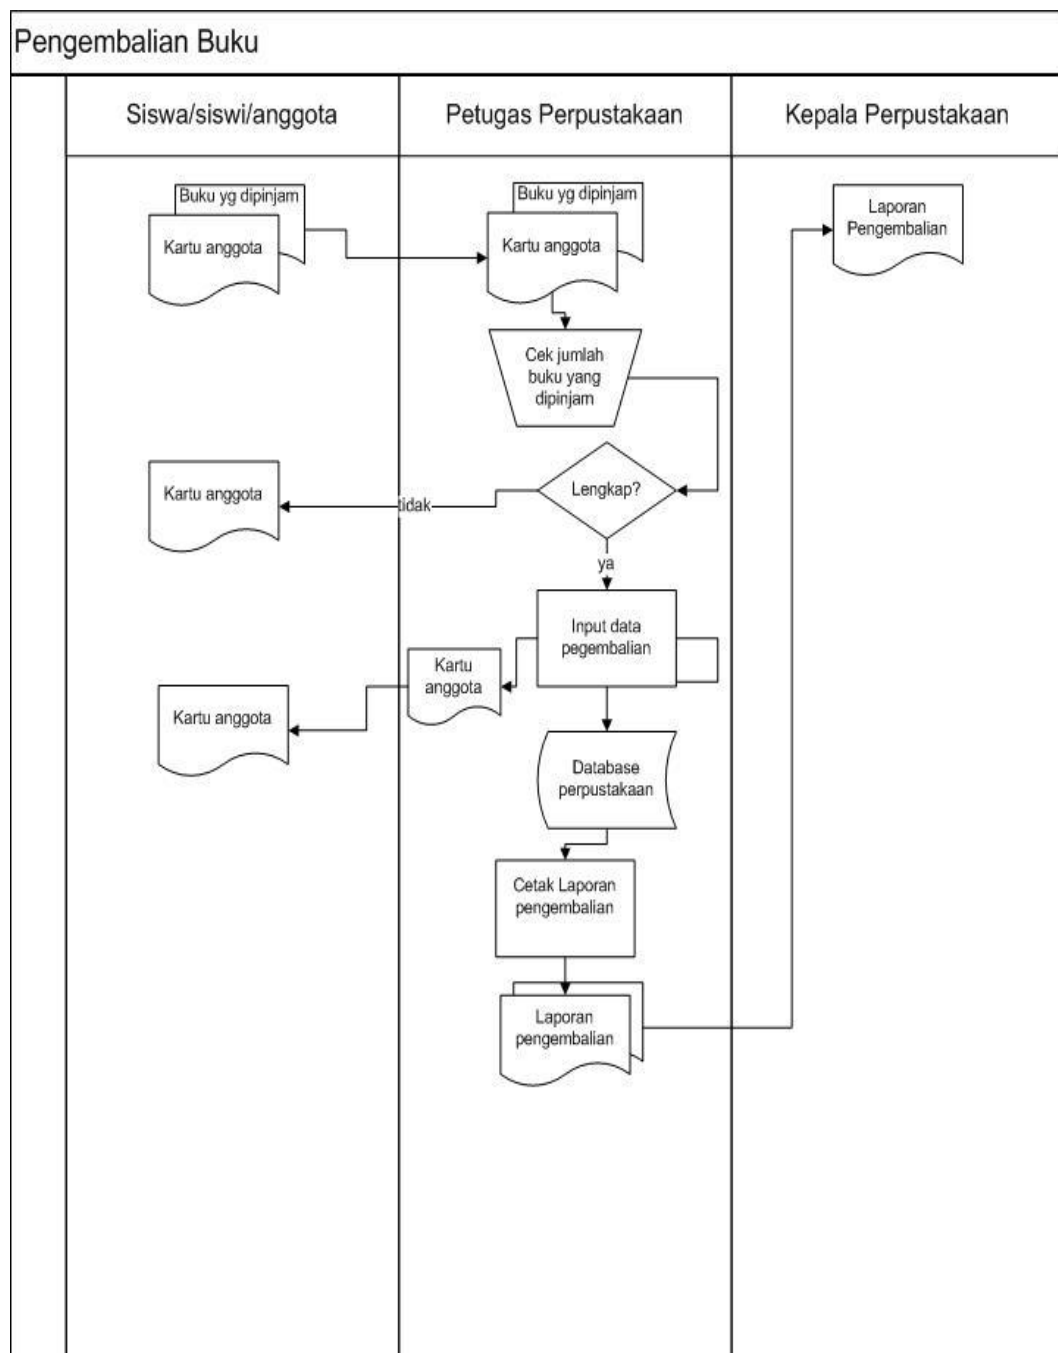 Pengembalian Buku
Siswa/siswi/anggota
Petugas Perpustakaan
Kepala Perpustakaan
Buku yg dipinjam
Kartu anggota
Buku yg dipinjam
Kartu anggota
Laporan
Pengembalian
Cek jumlah
buku yang
dipinjam
Kartu anggota
tidak
Lengkap?
ya
Input data
pegembalian
Kartu
anggota
Kartu anggota
Database
perpustakaan
Cetak Laporan
pengembalian
Laporan
pengembalian